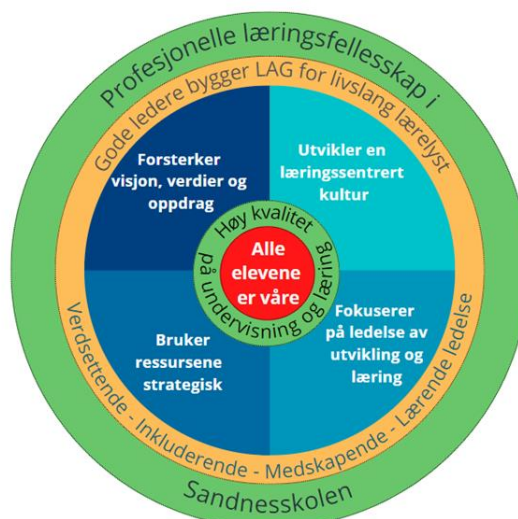 Profesjonelle læringsfellesskap i
Gode ledere bygger LAG for livslang lærelyst
Forsterker
visjon, verdier og
oppdrag
Utvikler en
læringssentrert
kultur
Høy kvalitet
på undervisning og læring
Alle
elevene
er våre
Bruker
ressursene
strategisk
Fokuserer
på ledelse av
utvikling og
læring
Verdsettende - Inkluderende - Medskapende - Lærende ledelse
Sandnesskolen